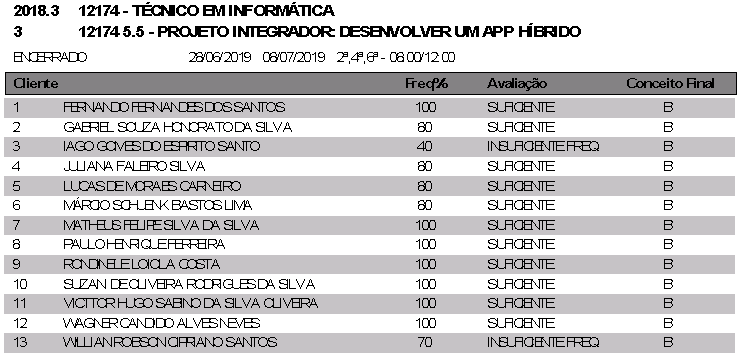 2018.3 12174 - TÉCNICO EM INFORMÁTICA
3 12174 5.5 - PROJETO INTEGRADOR: DESENVOLVER UM APP HÍBRIDO
ENCERRADO 28/06/2019 08/07/2019 2ª,4ª,6ª - 08:00/12:00
Cliente Freq% Avaliação Conceito Final
1 FERNANDO FERNANDES DOS SANTOS 100 SUFICIENTE B
2 GABRIEL SOUZA HONORATO DA SILVA 80 SUFICIENTE B
3 IAGO GOMES DO ESPIRITO SANTO 40 INSUFICIENTE FREQ. B
4 JULIANA FALEIRO SILVA 80 SUFICIENTE B
5 LUCAS DE MORAES CARNEIRO 80 SUFICIENTE B
6 MÁRCIO SCHLENK BASTOS LIMA 80 SUFICIENTE B
7 MATHEUS FELIPE SILVA DA SILVA 100 SUFICIENTE B
8 PAULO HENRIQUE FERREIRA 100 SUFICIENTE B
9 RONDINELE LOIOLA COSTA 100 SUFICIENTE B
10 SUZAN DE OLIVEIRA RODRIGUES DA SILVA 100 SUFICIENTE B
11 VICTTOR HUGO SABINO DA SILVA OLIVEIRA 100 SUFICIENTE B
12 WAGNER CANDIDO ALVES NEVES 100 SUFICIENTE B
13 WILLIAN ROBSON CIPRIANO SANTOS 70 INSUFICIENTE FREQ. B